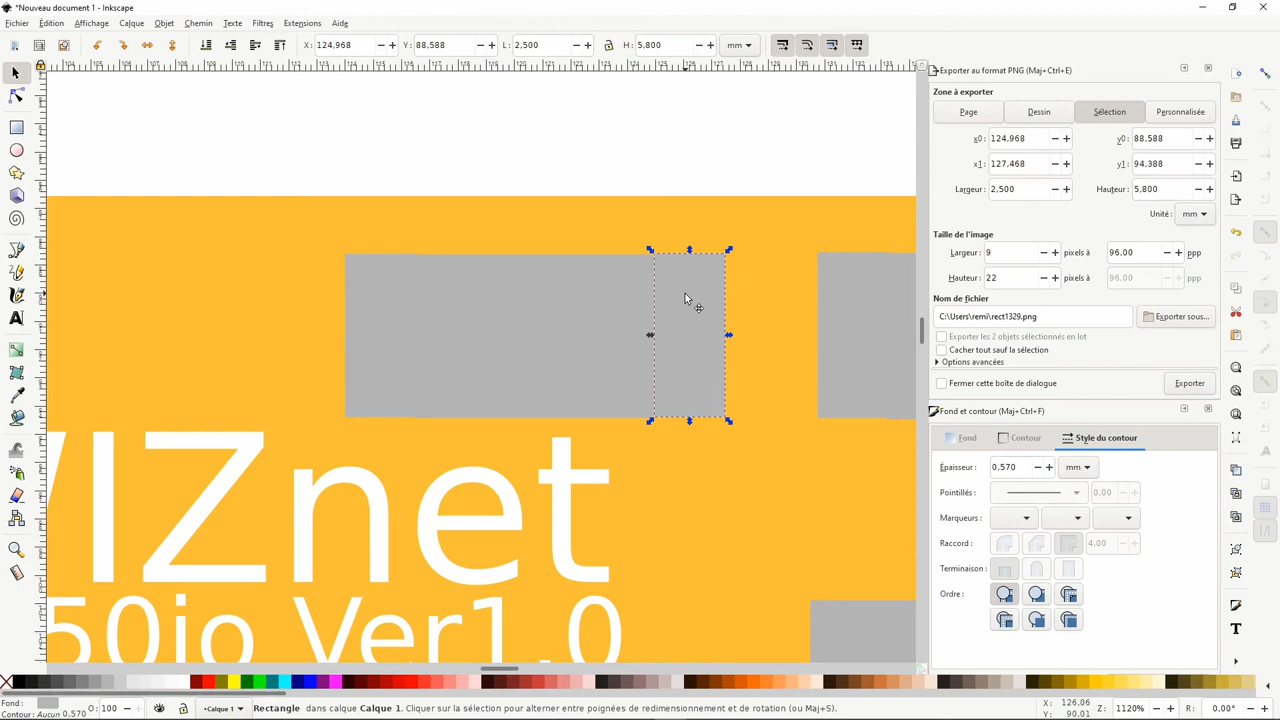 *Nouveau document 1 - Inkscape
Fichier Édition Affichage Calque Objet Chemin Texte Filtres Extensions Aide
X: 124,968 Y: 88,588 L: 2,500 H: 5,800 mm
Exporter au format PNG (Maj+Ctrl+E)
Zone à exporter
Page Dessin Sélection Personnalisée
x0: 124,968 y0: 88,588
x1: 127,468 y1: 94,388
Largeur : 2,500 Hauteur : 5,800
Unité : mm
Taille de l'image
Largeur : 9 pixels à 96,00 ppp
Hauteur : 22 pixels à 96,00 ppp
Nom de fichier
C:\Users\remi\rect1329.png Exporter sous...
Exporter les 2 objets sélectionnés en lot
Cacher tout sauf la sélection
Options avancées
Fermer cette boîte de dialogue Exporter
Fond et contour (Maj+Ctrl+F)
Fond Contour Style du contour
Épaisseur : 0,570 mm
Pointillés : 0.00
Marqueurs :
Raccord : 4,00
Terminaison :
Ordre :
IZnet
50io Ver1.0
Fond : O: 100 •Calque 1 Rectangle dans calque Calque 1. Cliquer sur la sélection pour alterner entre poignées de redimensionnement et de rotation (ou Maj+S). X: 126.06 Z: 1120% R: 0.00°
Contour : Aucun 0,570 Y: 90,01